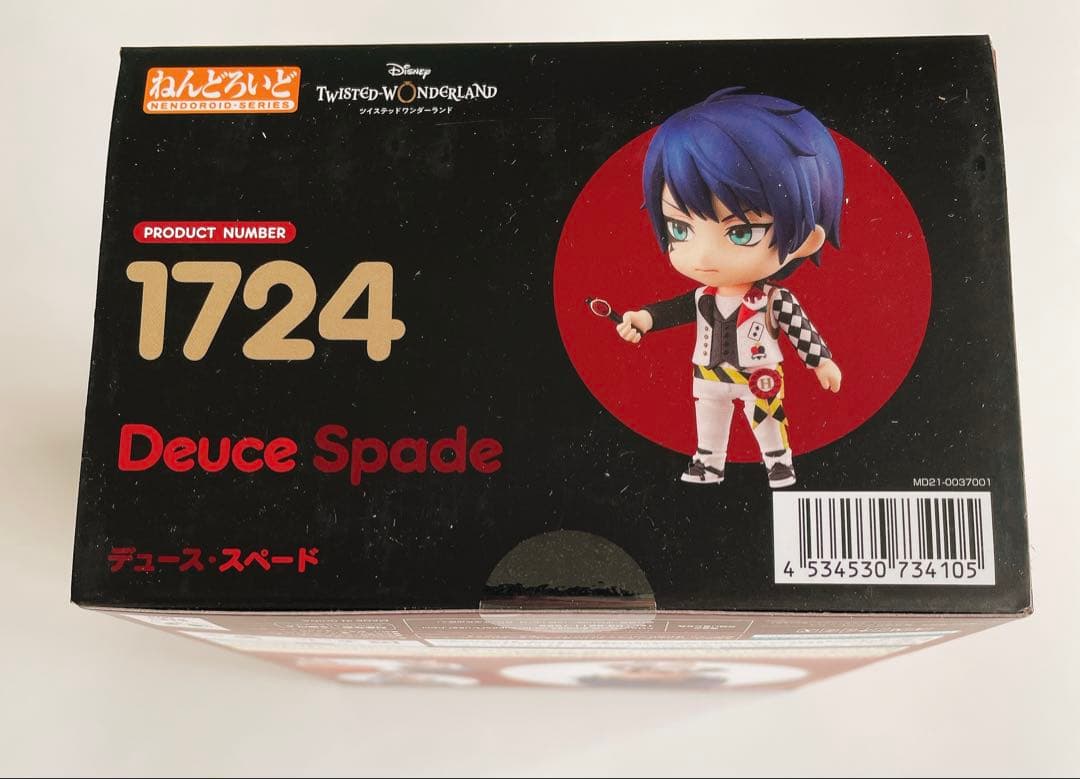 ねんどろいど
NENDOROID-SERIES
Disney
TWISTED-WONDERLAND
ツイステッドワンダーランド
PRODUCT NUMBER
1724
Deuce Spade
デュース・スペード
H
MD21-0037001
4 534530 734105